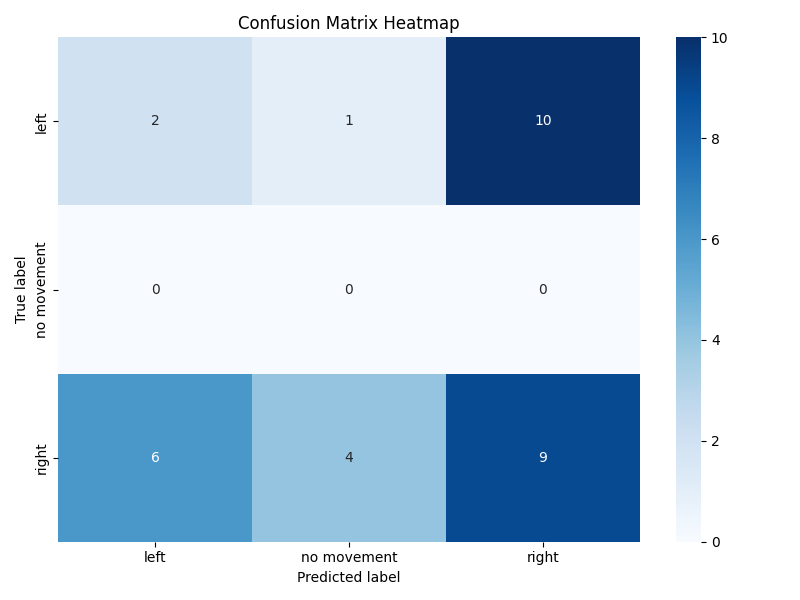 Confusion Matrix Heatmap
True label
left
no movement
right
2 1 10
0 0 0
6 4 9
left no movement right
Predicted label
10
8
6
4
2
0